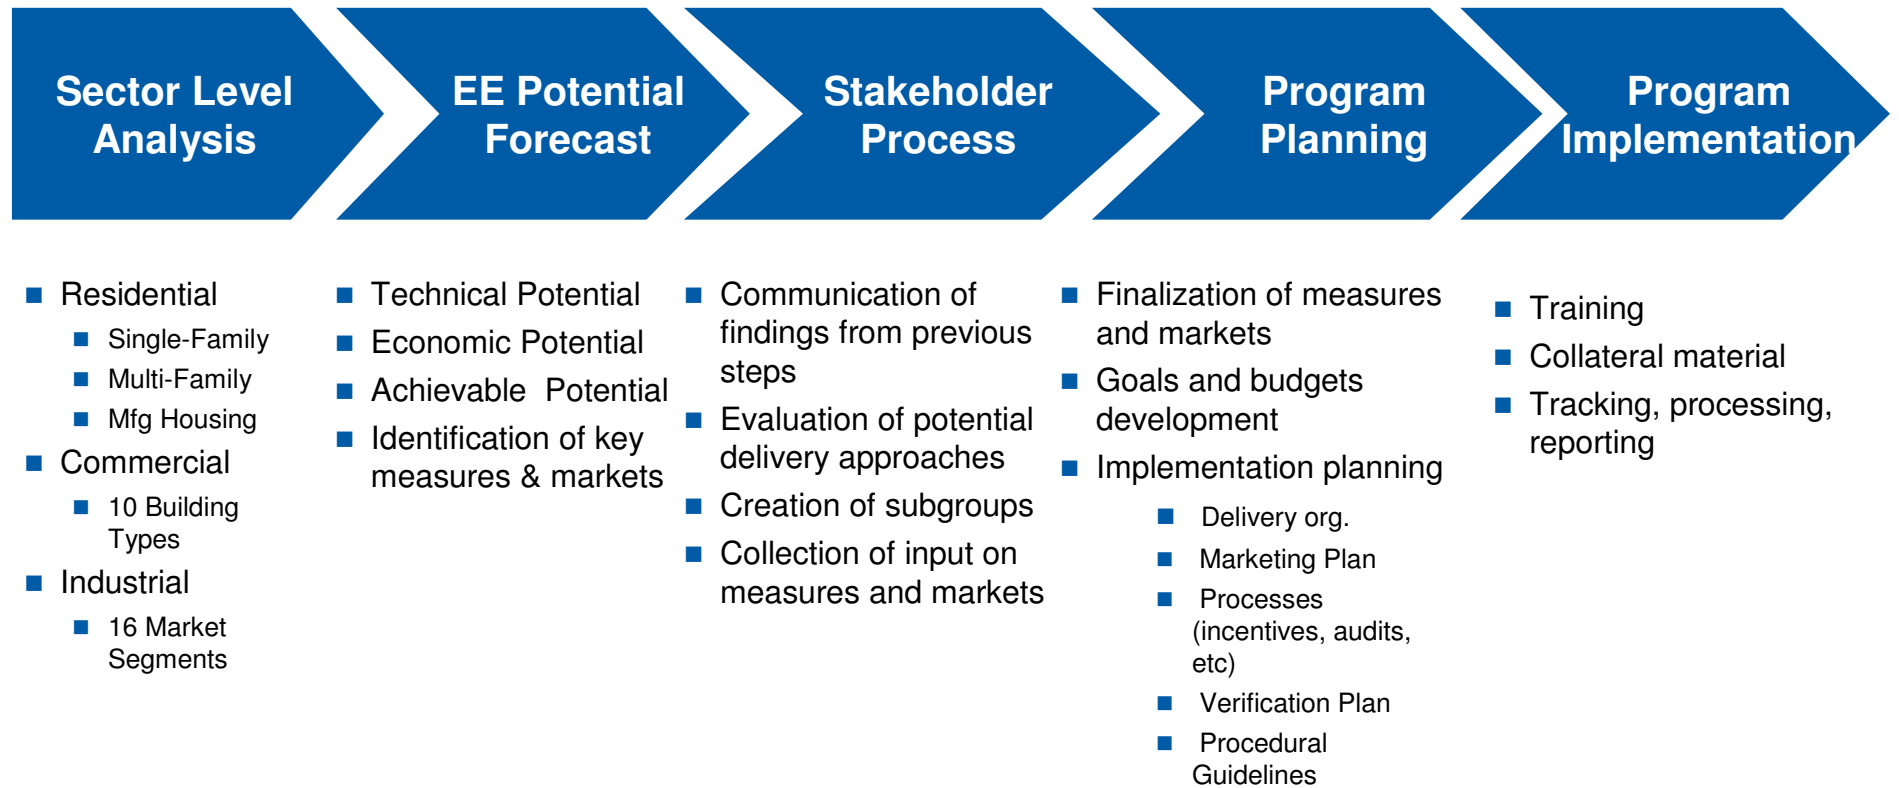 Sector Level
Analysis
EE Potential
Forecast
Stakeholder
Process
Program
Planning
Program
Implementation
Residential
Single-Family
Multi-Family
Mfg Housing
Commercial
10 Building
Types
Industrial
16 Market
Segments
Technical Potential
Economic Potential
Achievable  Potential
Identification of key
measures & markets
Communication of
findings from previous
steps
Evaluation of potential
delivery approaches
Creation of subgroups
Collection of input on
measures and markets
Finalization of measures
and markets
Goals and budgets
development
Implementation planning
Delivery org.
Marketing Plan
Processes
(incentives, audits,
etc)
Verification Plan
Procedural
Guidelines
Training
Collateral material
Tracking, processing,
reporting